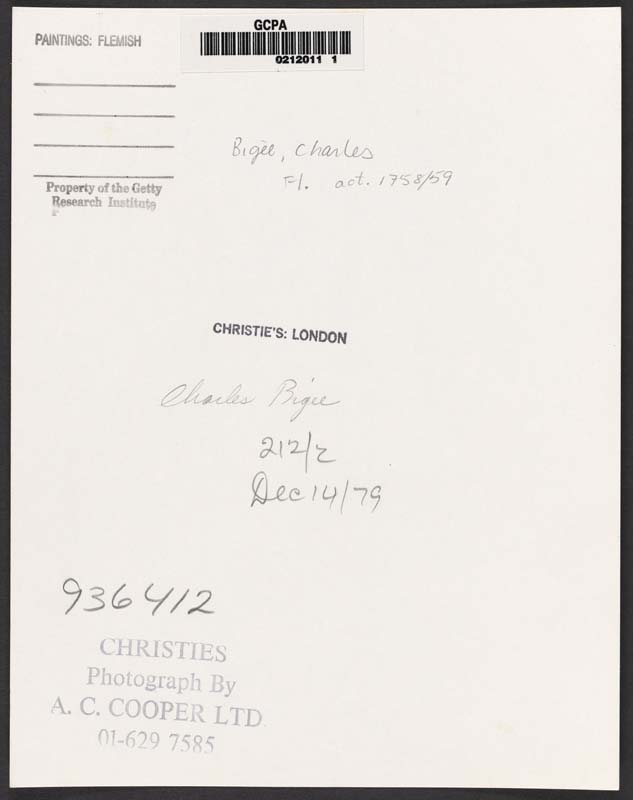 PAINTINGS: FLEMISH
GCPA
0212011 1
Property of the Getty
Research Institute
Bigée, Charles
Fl. act. 1758/59
CHRISTIE'S: LONDON
Charles Bigee
212/2
Dec 14/79
936412
CHRISTIES
Photograph By
A. C. COOPER LTD
01-629 7585